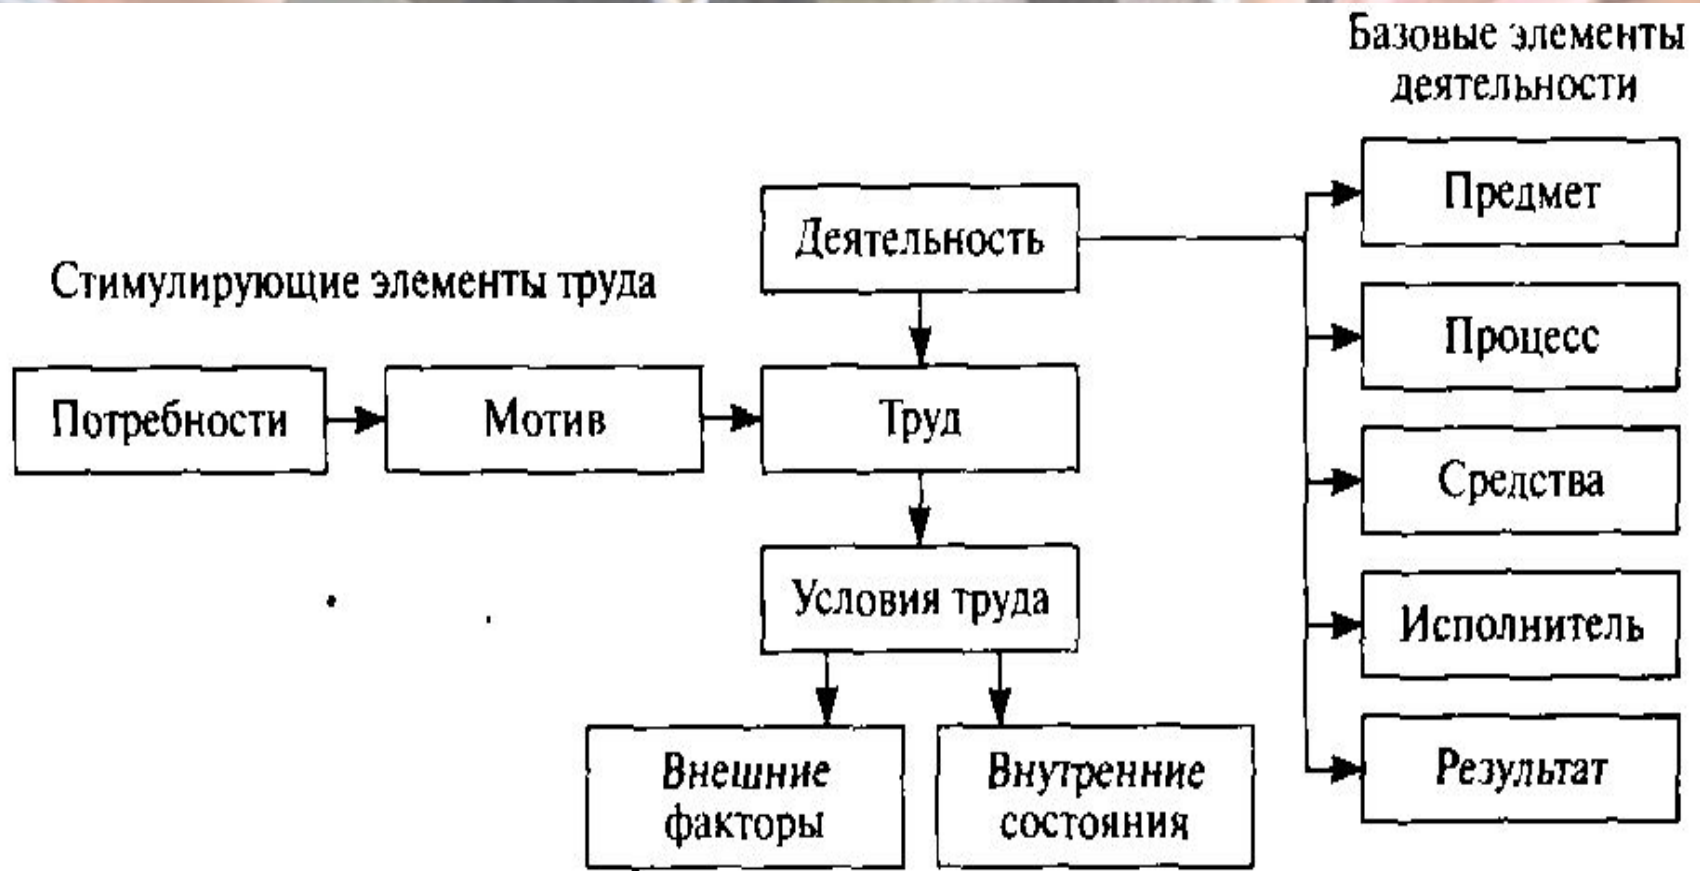 Базовые элементы
деятельности
Предмет
Деятельность
Стимулирующие элементы труда
Процесс
Потребности
Мотив
Труд
Средства
Условия труда
Исполнитель
Внешние
факторы
Внутренние
состояния
Результат